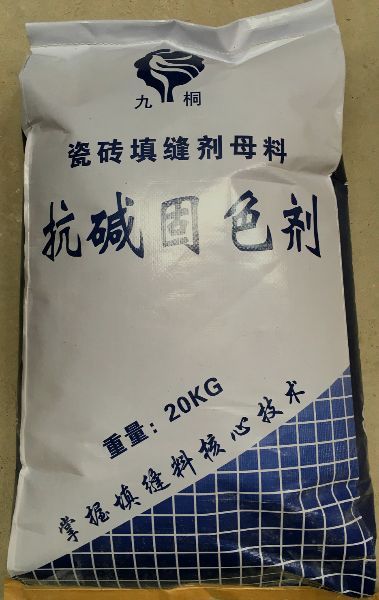 九 桐
瓷砖填缝剂母料
抗碱固色剂
重量：20KG
掌握填缝料核心技术